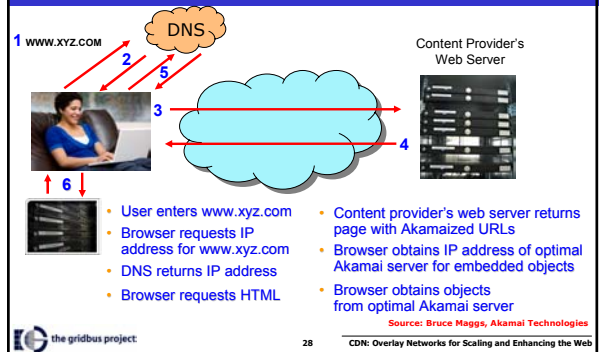 1 WWW.XYZ.COM
DNS
2
5
Content Provider's
Web Server
3
4
6
• User enters www.xyz.com
• Browser requests IP
address for www.xyz.com
• DNS returns IP address
• Browser requests HTML
• Content provider's web server returns
page with Akamaized URLs
• Browser obtains IP address of optimal
Akamai server for embedded objects
• Browser obtains objects
from optimal Akamai server
Source: Bruce Maggs, Akamai Technologies
the gridbus project
28
CDN: Overlay Networks for Scaling and Enhancing the Web